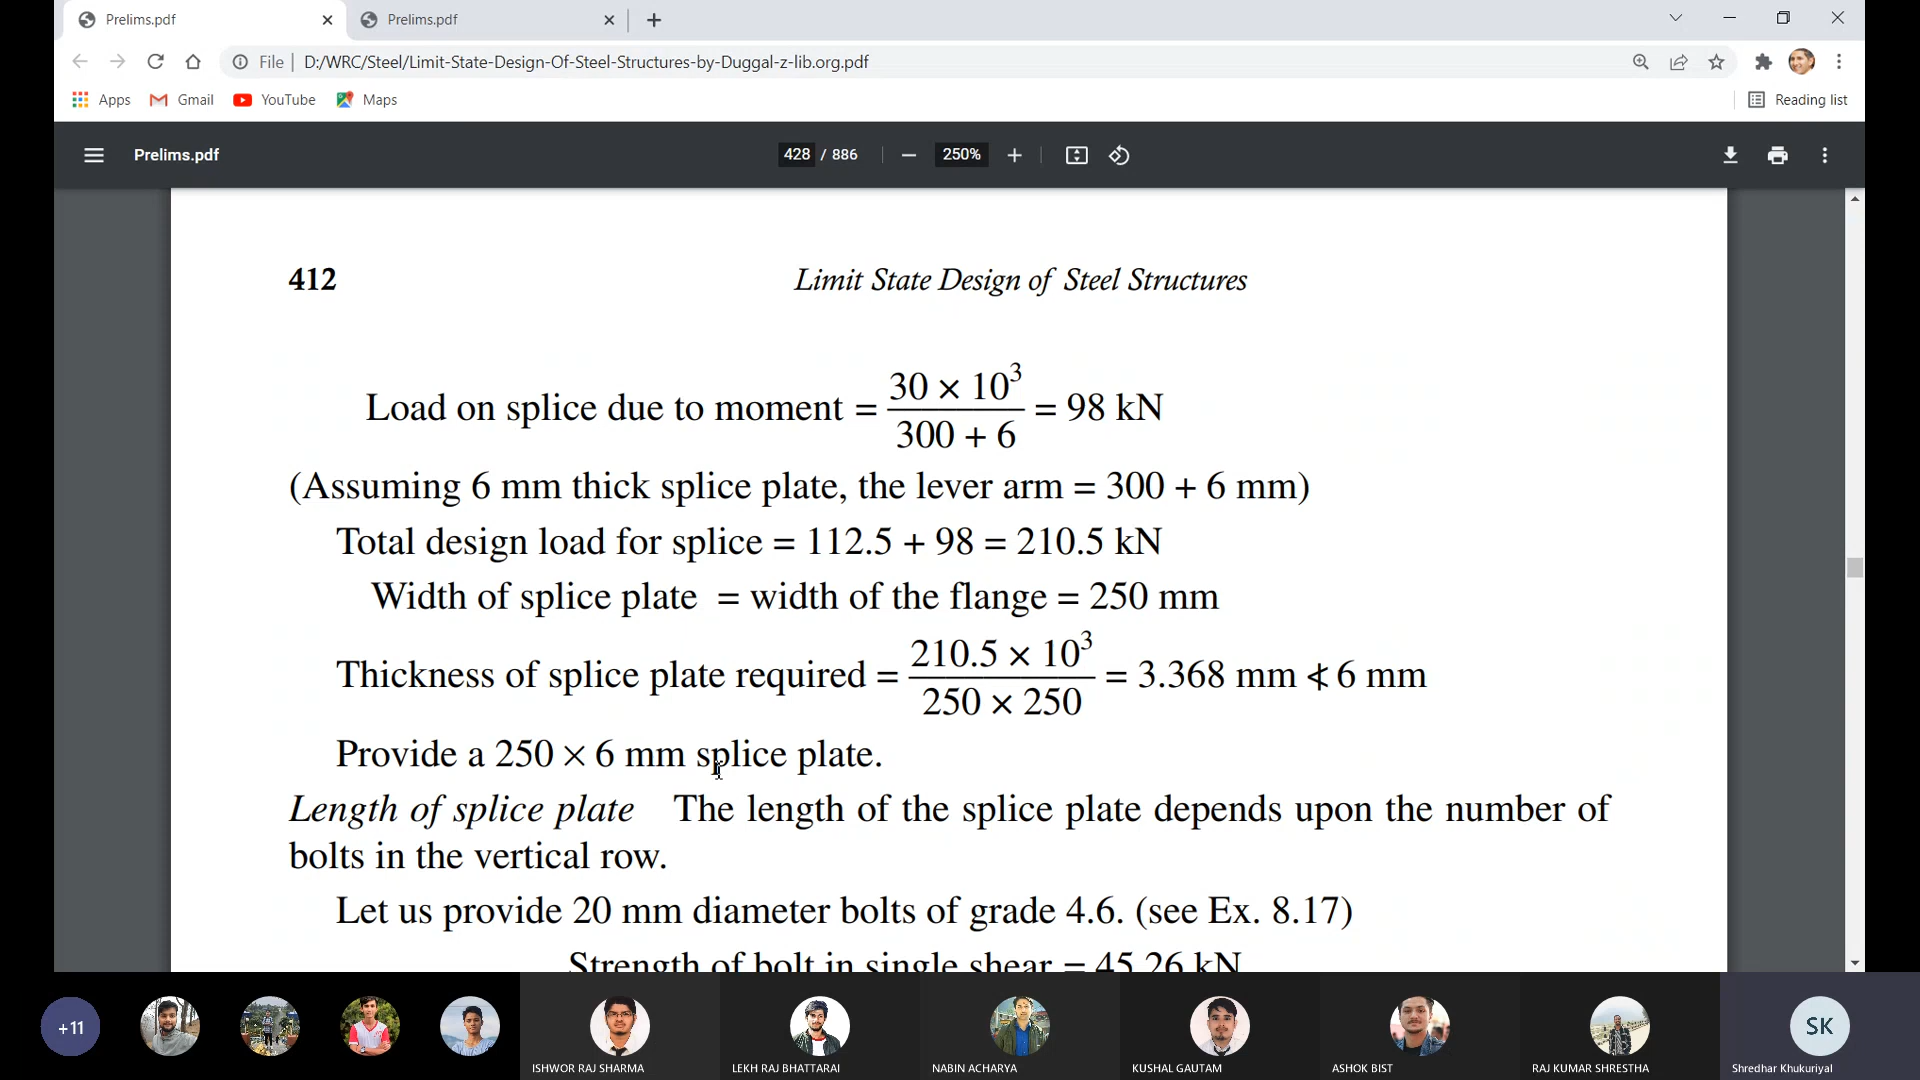 Prelims.pdf
Prelims.pdf
File | D:/WRC/Steel/Limit-State-Design-Of-Steel-Structures-by-Duggal-z-lib.org.pdf
Apps Gmail YouTube Maps Reading list
Prelims.pdf 428 / 886 250%
412 Limit State Design of Steel Structures
Load on splice due to moment = (30 × 10³)/(300 + 6) = 98 kN
(Assuming 6 mm thick splice plate, the lever arm = 300 + 6 mm)
Total design load for splice = 112.5 + 98 = 210.5 kN
Width of splice plate = width of the flange = 250 mm
Thickness of splice plate required = (210.5 × 10³)/(250 × 250) = 3.368 mm ≮ 6 mm
Provide a 250 × 6 mm splice plate.
Length of splice plate The length of the splice plate depends upon the number of
bolts in the vertical row.
Let us provide 20 mm diameter bolts of grade 4.6. (see Ex. 8.17)
Strength of bolt in single shear = 45.26 kN
+11
SK
ISHWOR RAJ SHARMA
LEKH RAJ BHATTARAI
NABIN ACHARYA
KUSHAL GAUTAM
ASHOK BIST
RAJ KUMAR SHRESTHA
Shredhar Khukuriyal